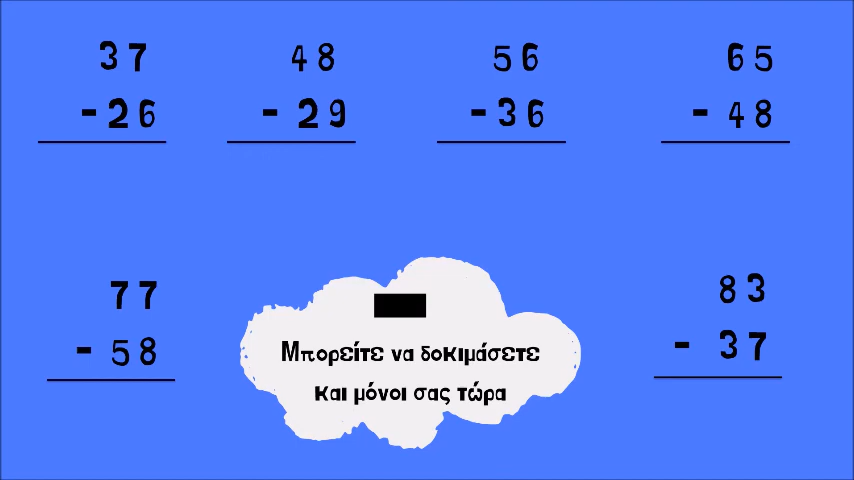 37 48 56 65
-26 - 29 -36 - 48
77 83
- 58 - 37
Μπορείτε να δοκιμάσετε
και μόνοι σας τώρα